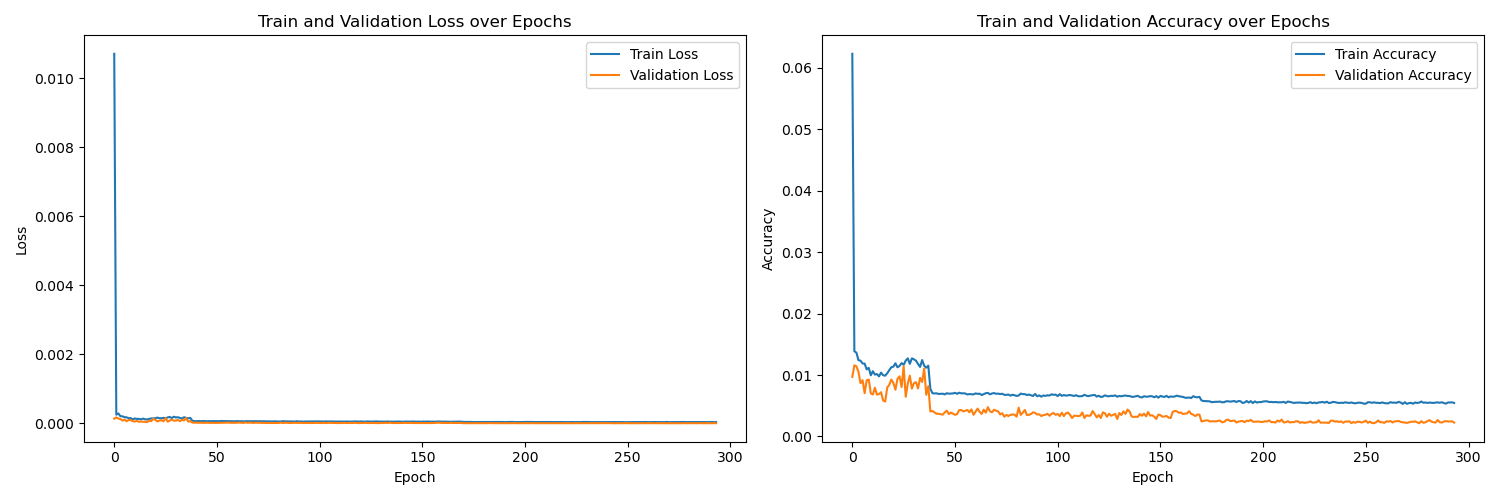 Train and Validation Loss over Epochs
Train Loss
Validation Loss
0.010
0.008
0.006
0.004
0.002
0.000
Loss
0 50 100 150 200 250 300
Epoch
Train and Validation Accuracy over Epochs
Train Accuracy
Validation Accuracy
0.06
0.05
0.04
0.03
0.02
0.01
0.00
Accuracy
0 50 100 150 200 250 300
Epoch